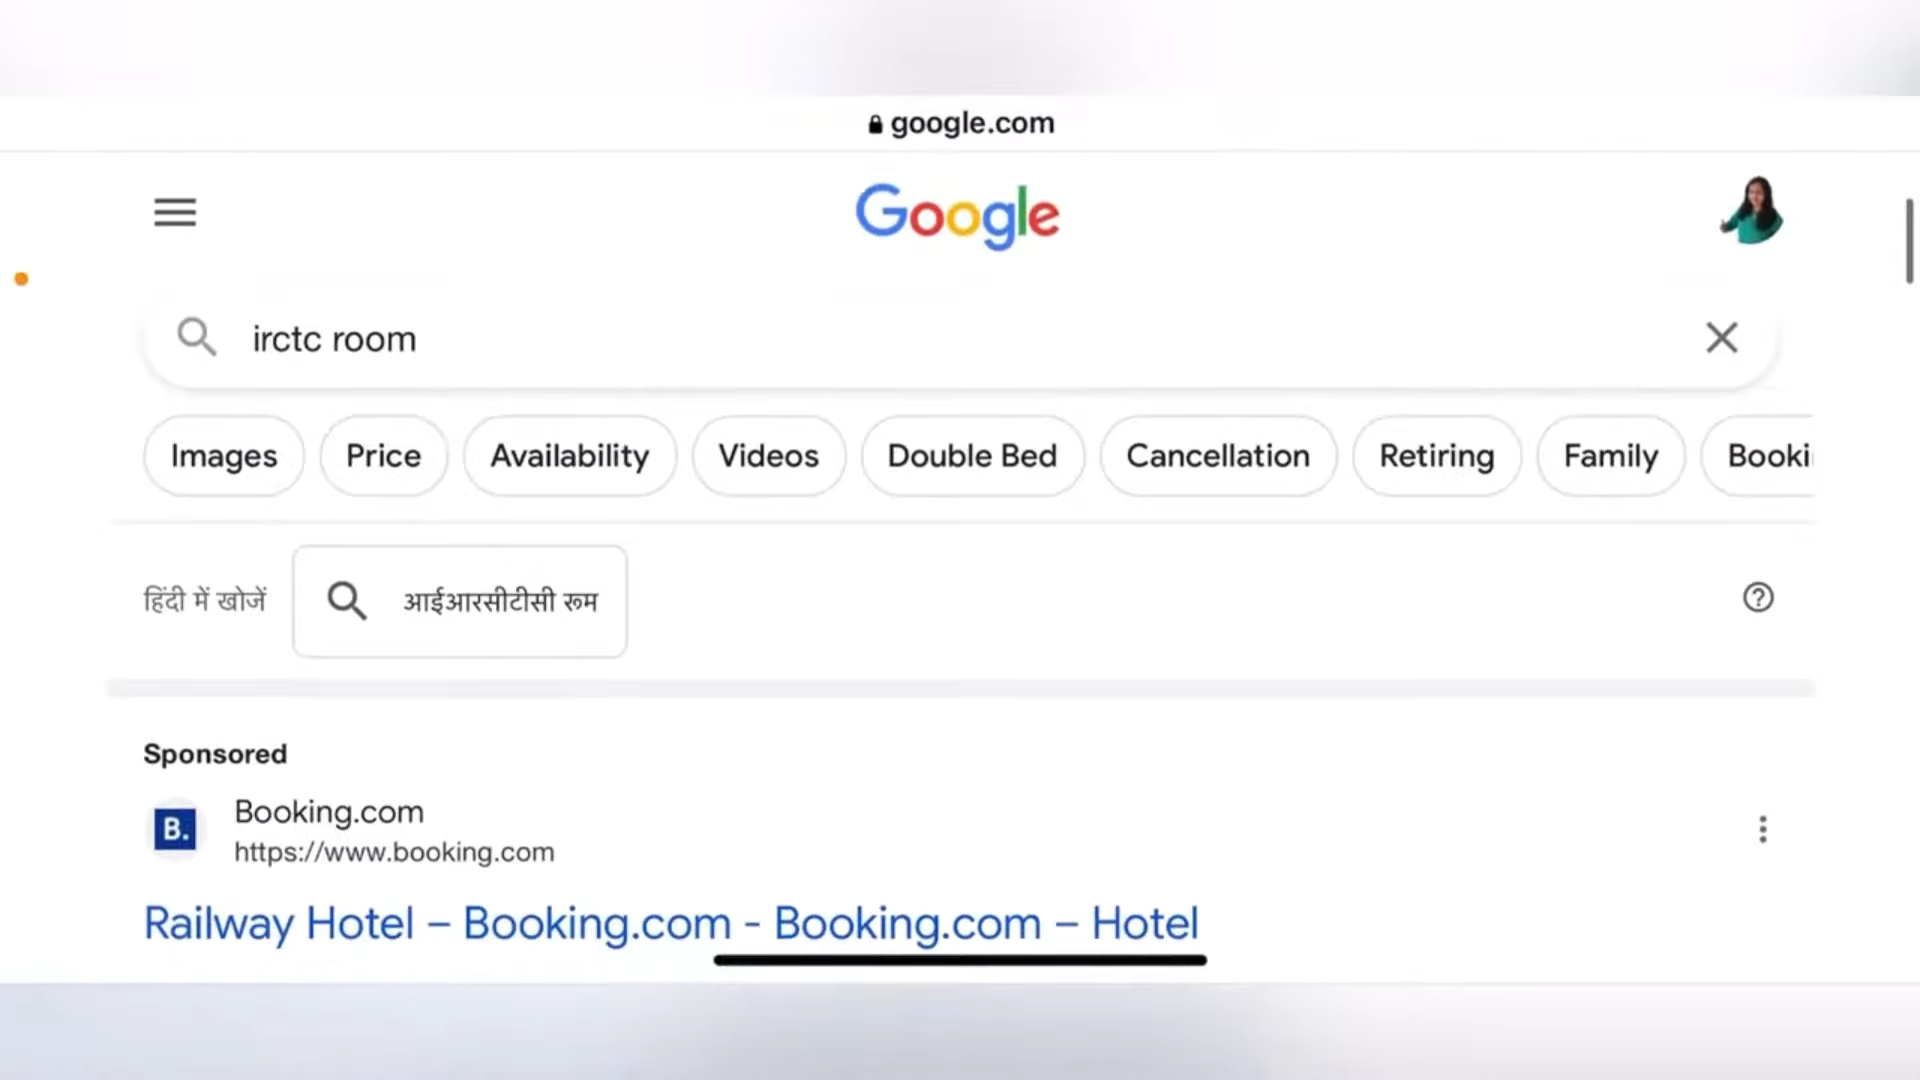 google.com
Google
irctc room
Images Price Availability Videos Double Bed Cancellation Retiring Family Booki
हिंदी में खोजें आईआरसीटीसी रूम
Sponsored
B. Booking.com
https://www.booking.com
Railway Hotel – Booking.com - Booking.com – Hotel